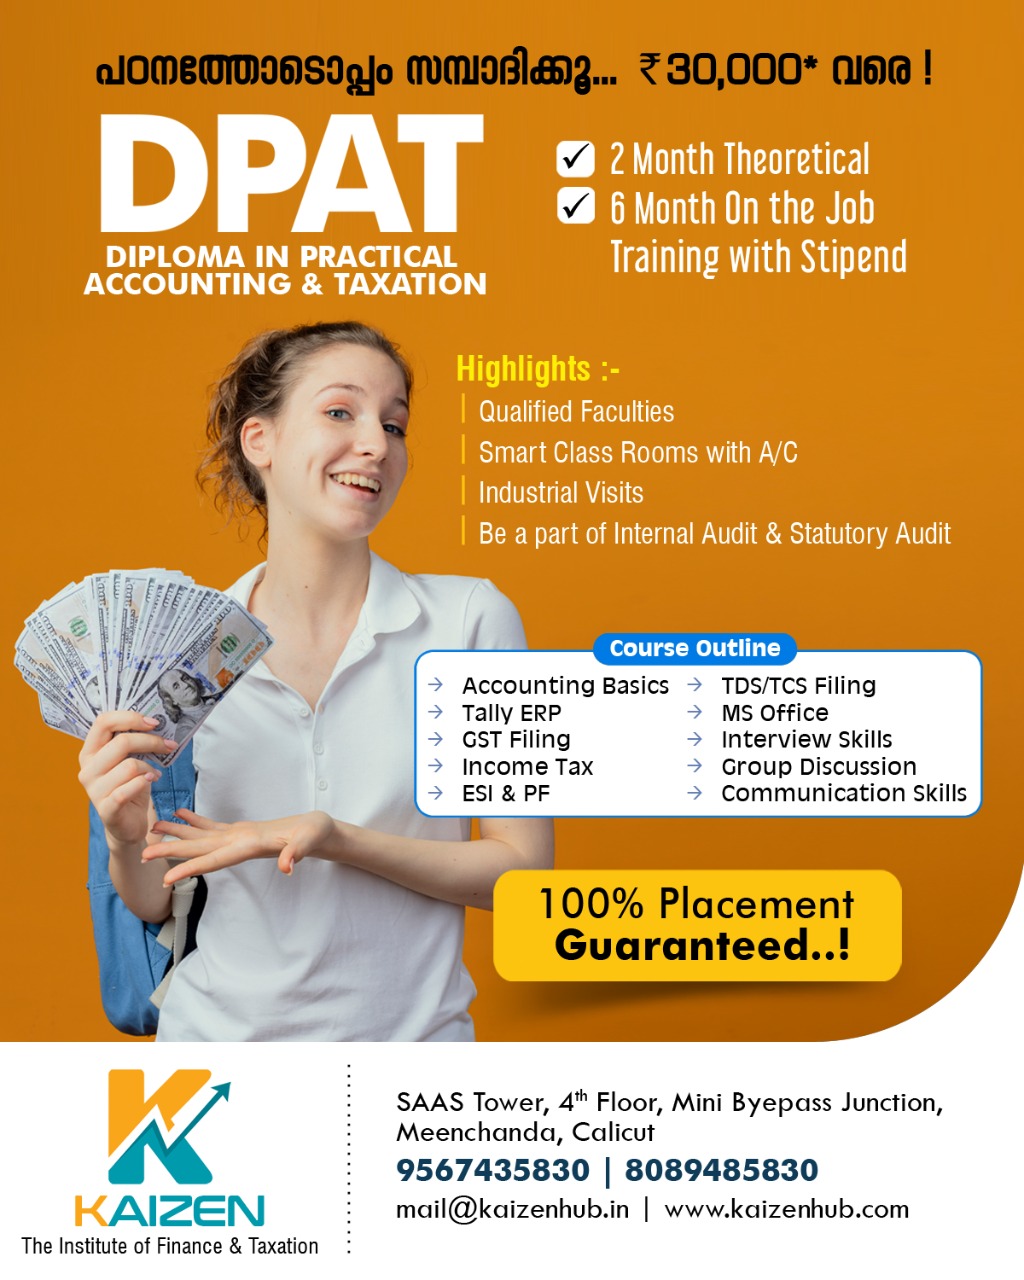 പഠനത്തോടൊപ്പം സമ്പാദിക്കൂ... ₹30,000* വരെ !
DPAT
DIPLOMA IN PRACTICAL
ACCOUNTING & TAXATION
2 Month Theoretical
6 Month On the Job
Training with Stipend
Highlights :-
Qualified Faculties
Smart Class Rooms with A/C
Industrial Visits
Be a part of Internal Audit & Statutory Audit
Course Outline
Accounting Basics
Tally ERP
GST Filing
Income Tax
ESI & PF
TDS/TCS Filing
MS Office
Interview Skills
Group Discussion
Communication Skills
100% Placement
Guaranteed..!
KAIZEN
The Institute of Finance & Taxation
SAAS Tower, 4th Floor, Mini Byepass Junction,
Meenchanda, Calicut
9567435830 | 8089485830
mail@kaizenhub.in | www.kaizenhub.com